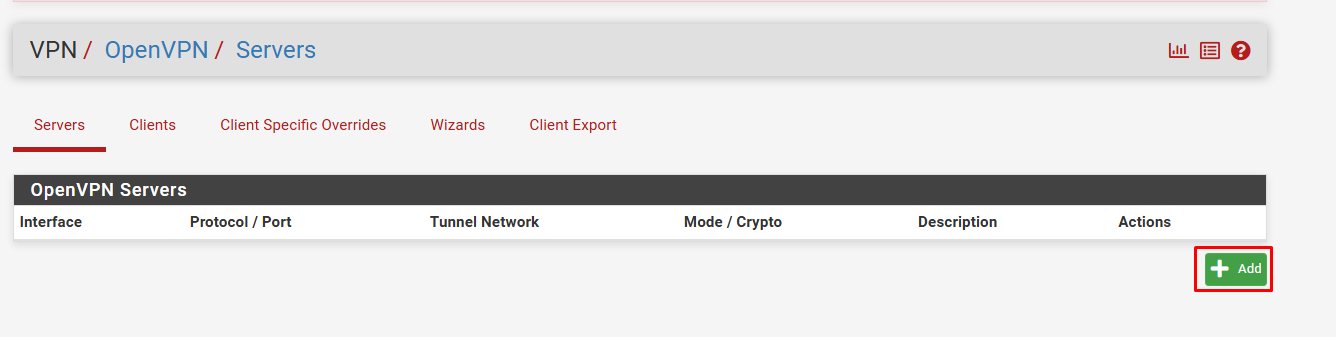 VPN / OpenVPN / Servers
Servers Clients Client Specific Overrides Wizards Client Export
OpenVPN Servers
Interface Protocol / Port Tunnel Network Mode / Crypto Description Actions
Add